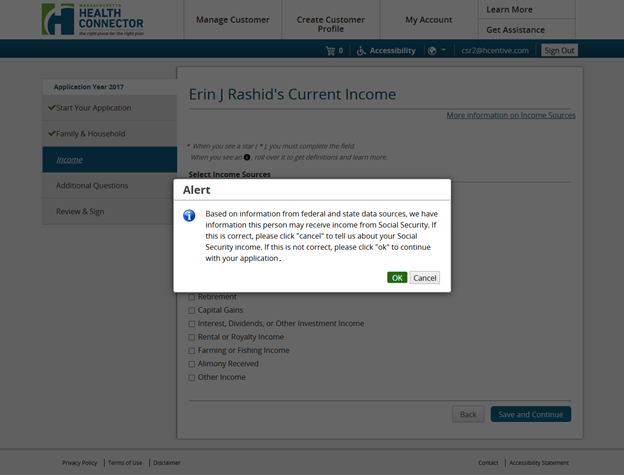 MASSACHUSETTS
HEALTH
CONNECTOR
the right place for the right plan
Manage Customer
Create Customer
Profile
My Account
Learn More
Get Assistance
0
Accessibility
csr2@hcentive.com
Sign Out
Application Year 2017
Start Your Application
Family & Household
Income
Additional Questions
Review & Sign
Erin J Rashid's Current Income
More information on Income Sources
* When you see a star ( * ), you must complete the field.
When you see an i, roll over it to get definitions and learn more.
Select Income Sources
Alert
Based on information from federal and state data sources, we have
information this person may receive income from Social Security. If
this is correct, please click "cancel" to tell us about your Social
Security income. If this is not correct, please click "ok" to continue
with your application.
OK
Cancel
Retirement
Capital Gains
Interest, Dividends, or Other Investment Income
Rental or Royalty Income
Farming or Fishing Income
Alimony Received
Other Income
Back
Save and Continue
Privacy Policy
Terms of Use
Disclaimer
Contact
Accessibility Statement